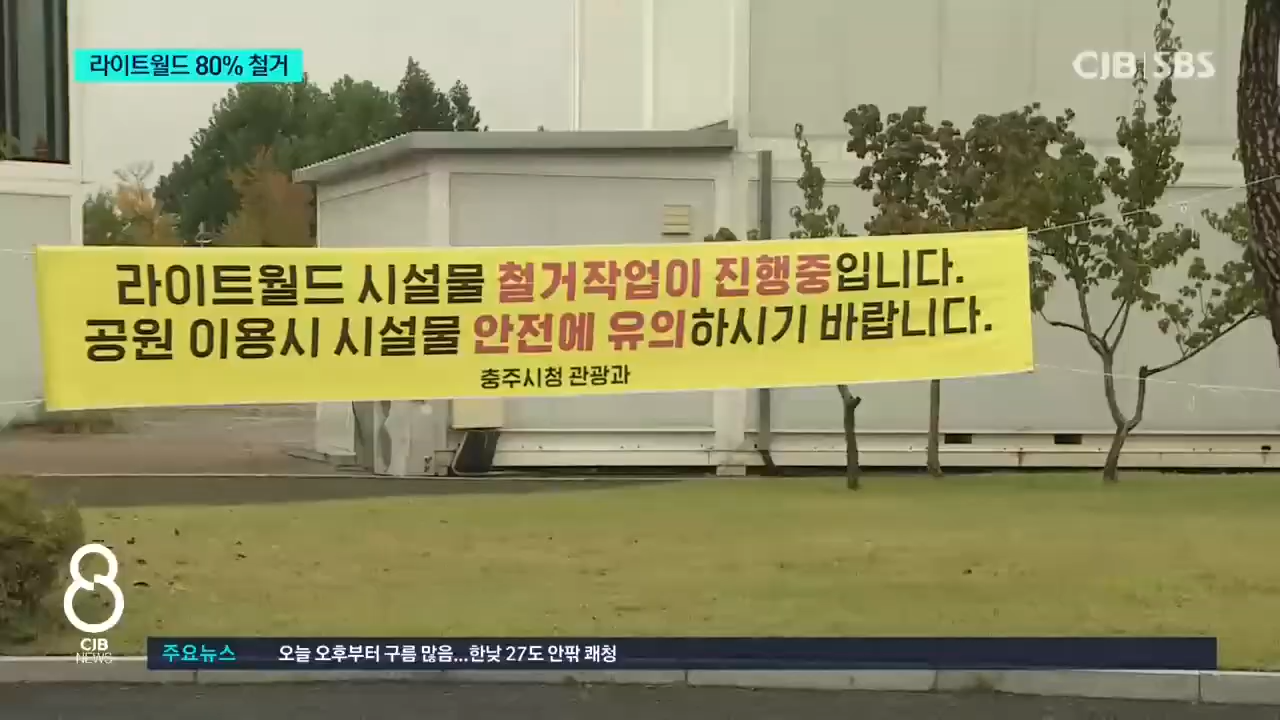 라이트월드 80% 철거
CJB SBS
라이트월드 시설물 철거작업이 진행중입니다.
공원 이용시 시설물 안전에 유의하시기 바랍니다.
충주시청 관광과
8
CJB
NEWS
주요뉴스 오늘 오후부터 구름 많음...한낮 27도 안팎 쾌청